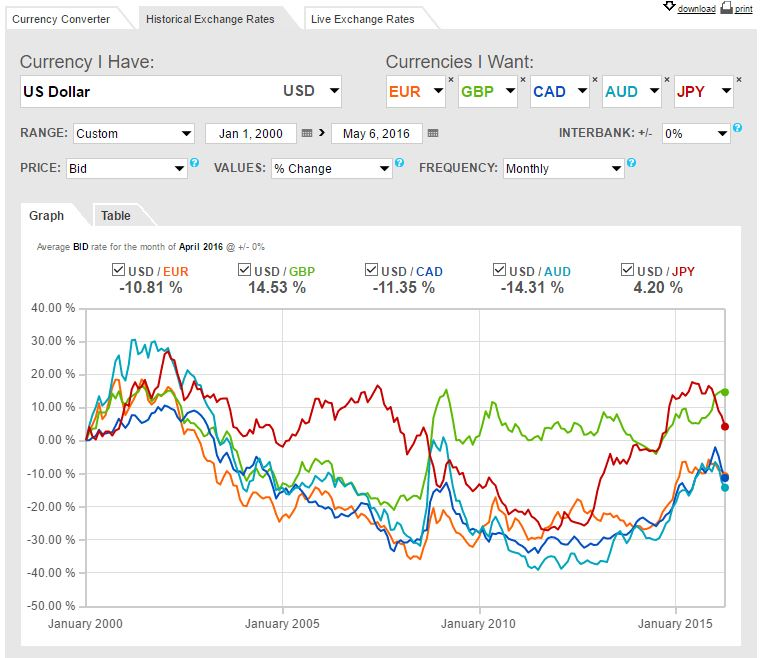 Currency Converter Historical Exchange Rates Live Exchange Rates download print
Currency I Have: Currencies I Want:
US Dollar USD EUR × GBP × CAD × AUD × JPY ×
RANGE: Custom Jan 1, 2000 › May 6, 2016 INTERBANK: +/- 0% ?
PRICE: Bid ? VALUES: % Change ? FREQUENCY: Monthly ?
Graph Table
Average BID rate for the month of April 2016 @ +/- 0%
USD / EUR USD / GBP USD / CAD USD / AUD USD / JPY
-10.81 % 14.53 % -11.35 % -14.31 % 4.20 %
40.00 %
30.00 %
20.00 %
10.00 %
0.00 %
-10.00 %
-20.00 %
-30.00 %
-40.00 %
-50.00 %
January 2000 January 2005 January 2010 January 2015